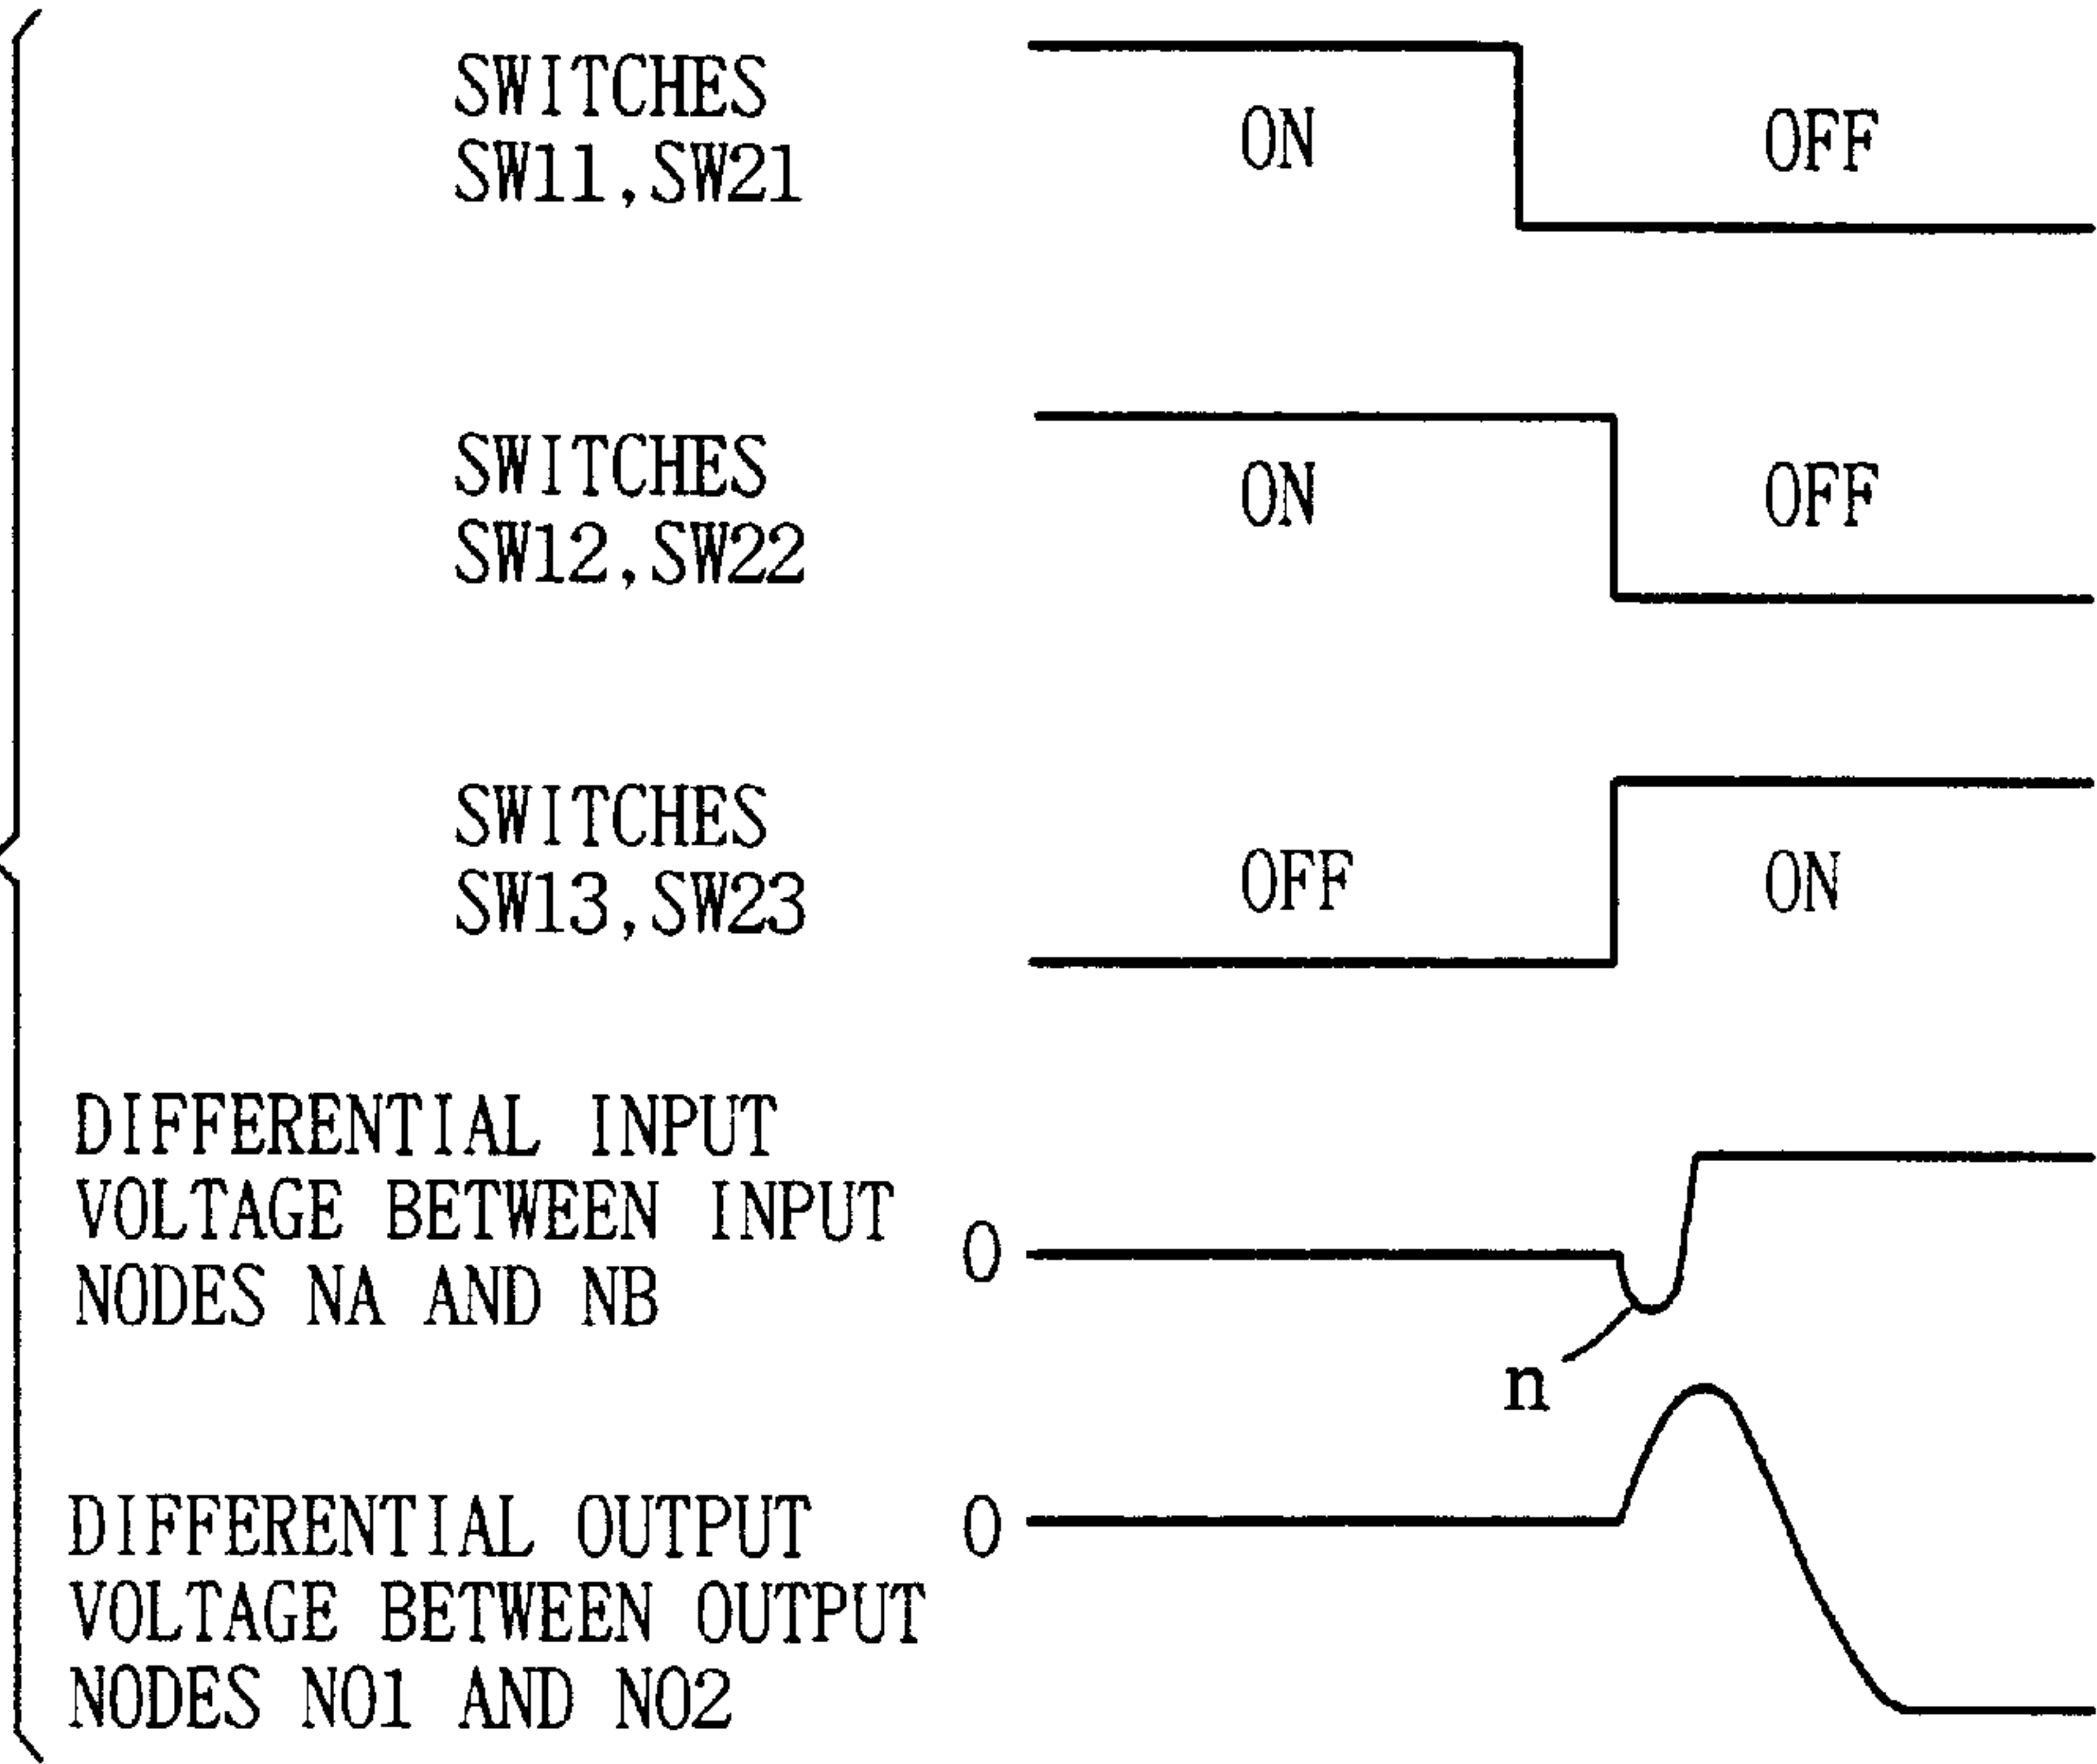 SWITCHES
SW11,SW21
ON
OFF
SWITCHES
SW12,SW22
ON
OFF
SWITCHES
SW13,SW23
OFF
ON
DIFFERENTIAL INPUT
VOLTAGE BETWEEN INPUT
NODES NA AND NB
0
n
DIFFERENTIAL OUTPUT
VOLTAGE BETWEEN OUTPUT
NODES NO1 AND NO2
0